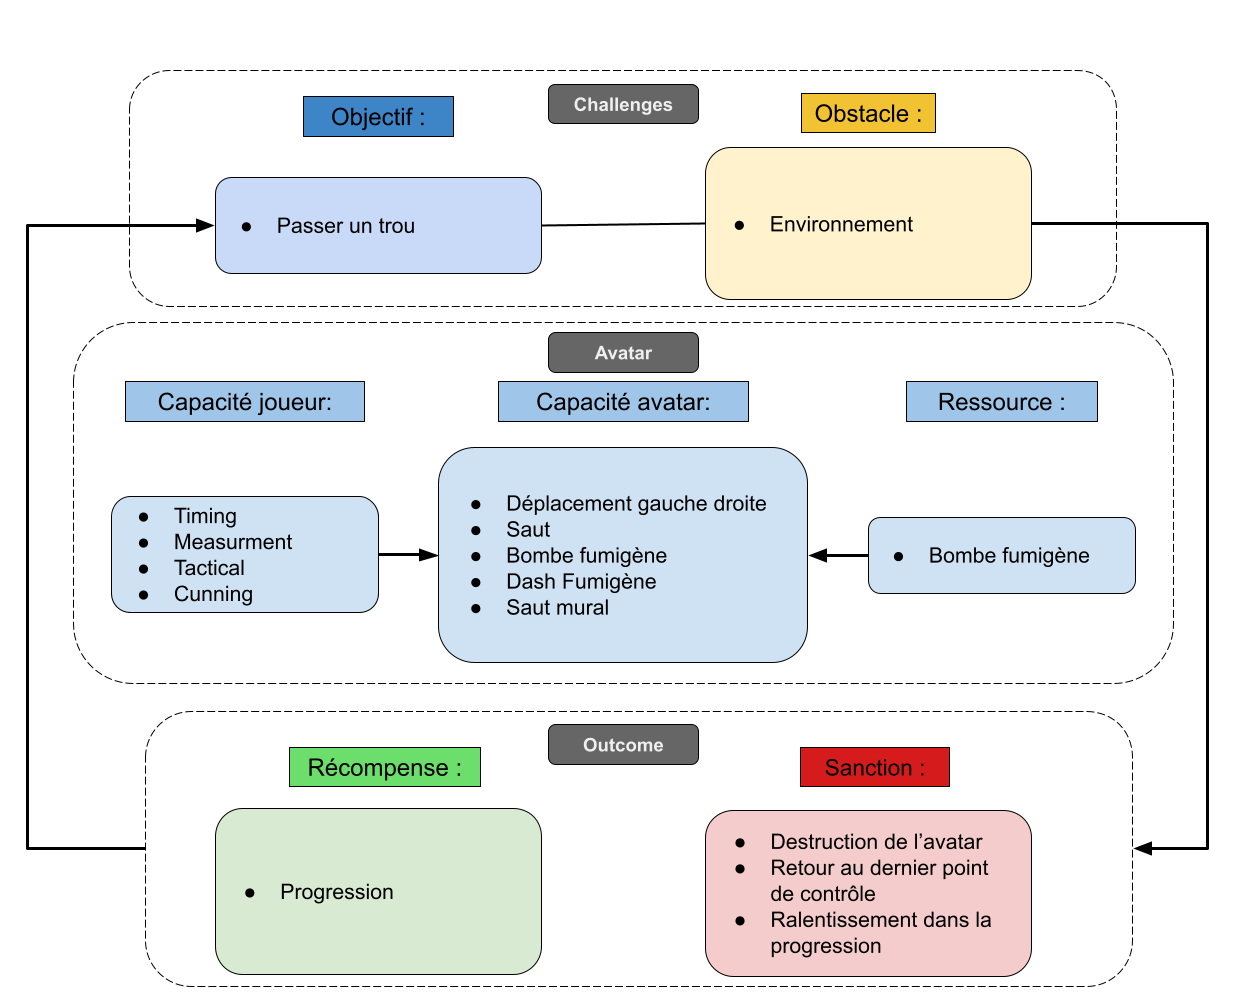 Challenges
Objectif :
Obstacle :
● Passer un trou
● Environnement
Avatar
Capacité joueur:
Capacité avatar:
Ressource :
● Timing
● Measurment
● Tactical
● Cunning
● Déplacement gauche droite
● Saut
● Bombe fumigène
● Dash Fumigène
● Saut mural
● Bombe fumigène
Outcome
Récompense :
Sanction :
● Progression
● Destruction de l’avatar
● Retour au dernier point
de contrôle
● Ralentissement dans la
progression